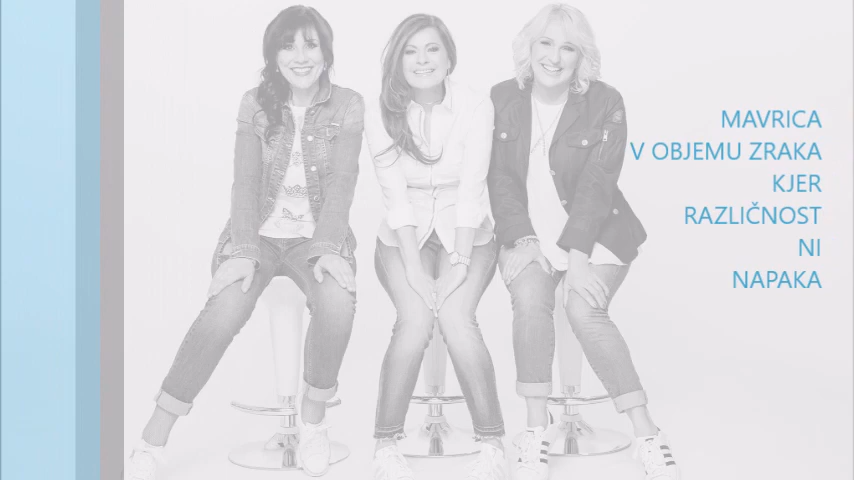 MAVRICA
V OBJEMU ZRAKA
KJER
RAZLIČNOST
NI
NAPAKA